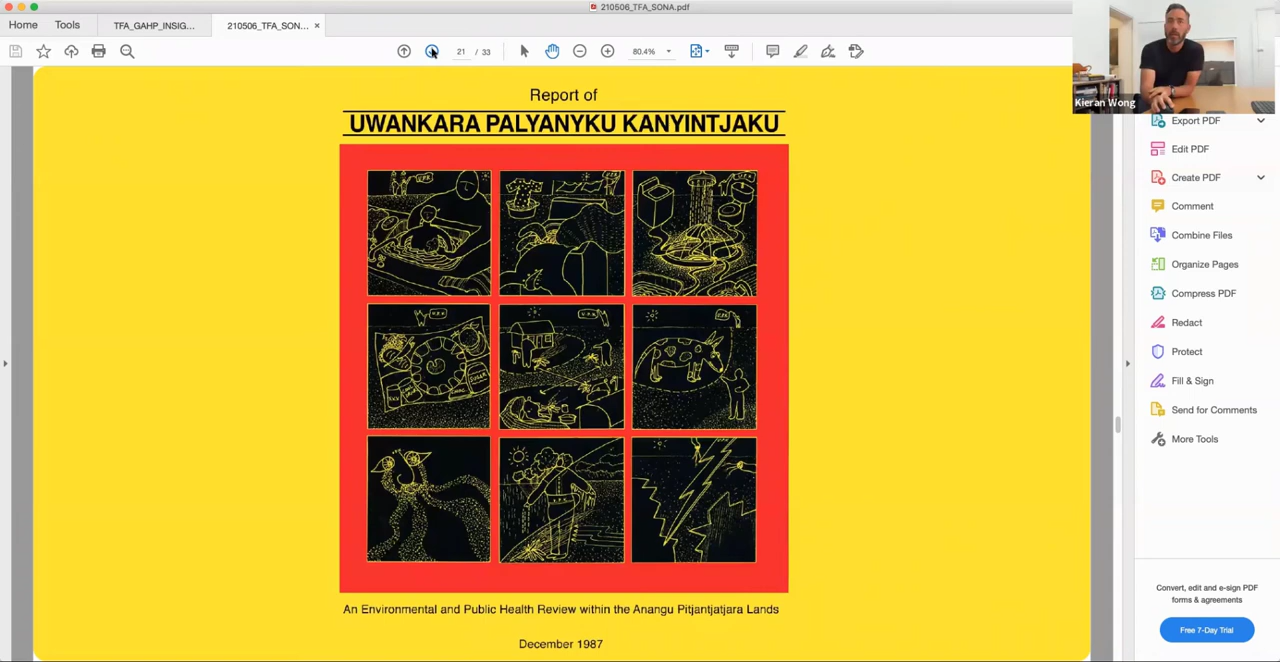 210506_TFA_SONA.pdf
Home
Tools
TFA_GAHP_INSIG...
210506_TFA_SON...
21 / 33
80.4%
Kieran Wong
Export PDF
Edit PDF
Create PDF
Comment
Combine Files
Organize Pages
Compress PDF
Redact
Protect
Fill & Sign
Send for Comments
More Tools
Convert, edit and e-sign PDF
forms & agreements
Free 7-Day Trial
Report of
UWANKARA PALYANYKU KANYINTJAKU
An Environmental and Public Health Review within the Anangu Pitjantjatjara Lands
December 1987